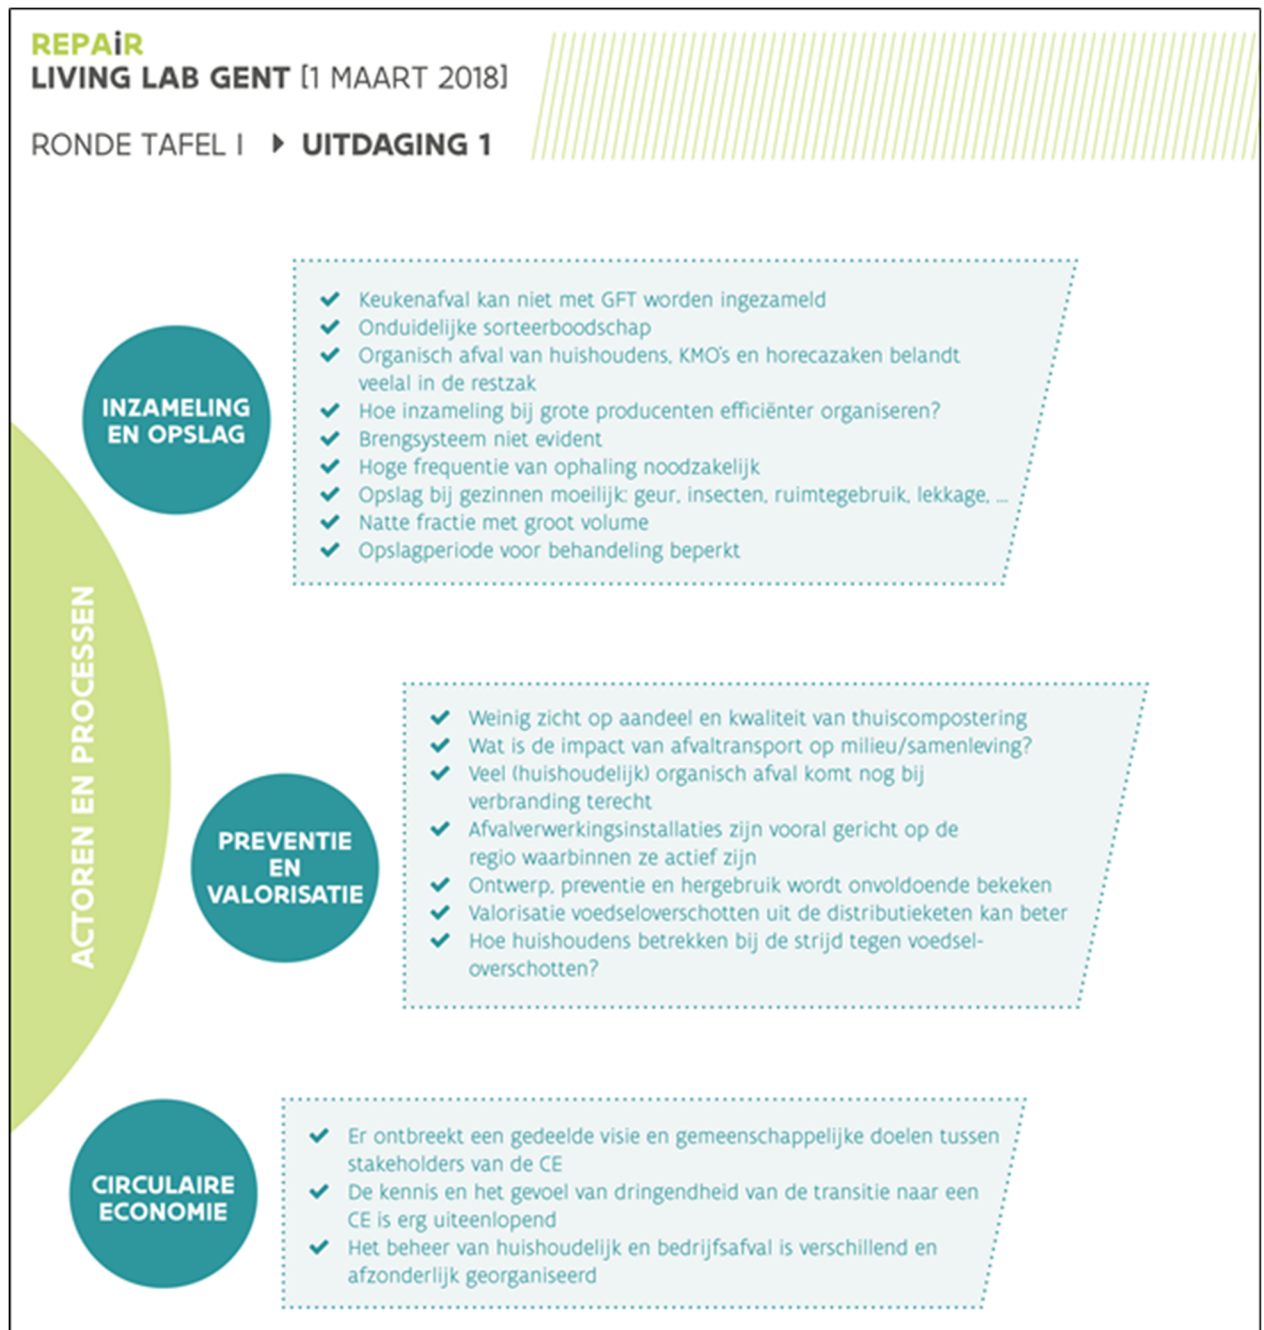 REPAiR
LIVING LAB GENT [1 MAART 2018]
RONDE TAFEL I ▸ UITDAGING 1
INZAMELING
EN OPSLAG
✔ Keukenafval kan niet met GFT worden ingezameld
✔ Onduidelijke sorteerboodschap
✔ Organisch afval van huishoudens, KMO's en horecazaken belandt
veelal in de restzak
✔ Hoe inzameling bij grote producenten efficiënter organiseren?
✔ Brengsysteem niet evident
✔ Hoge frequentie van ophaling noodzakelijk
✔ Opslag bij gezinnen moeilijk: geur, insecten, ruimtegebruik, lekkage, ...
✔ Natte fractie met groot volume
✔ Opslagperiode voor behandeling beperkt
ACTOREN EN PROCESSEN
PREVENTIE
EN
VALORISATIE
✔ Weinig zicht op aandeel en kwaliteit van thuiscompostering
✔ Wat is de impact van afvaltransport op milieu/samenleving?
✔ Veel (huishoudelijk) organisch afval komt nog bij
verbranding terecht
✔ Afvalverwerkingsinstallaties zijn vooral gericht op de
regio waarbinnen ze actief zijn
✔ Ontwerp, preventie en hergebruik wordt onvoldoende bekeken
✔ Valorisatie voedseloverschotten uit de distributieketen kan beter
✔ Hoe huishoudens betrekken bij de strijd tegen voedsel-
overschotten?
CIRCULAIRE
ECONOMIE
✔ Er ontbreekt een gedeelde visie en gemeenschappelijke doelen tussen
stakeholders van de CE
✔ De kennis en het gevoel van dringendheid van de transitie naar een
CE is erg uiteenlopend
✔ Het beheer van huishoudelijk en bedrijfsafval is verschillend en
afzonderlijk georganiseerd